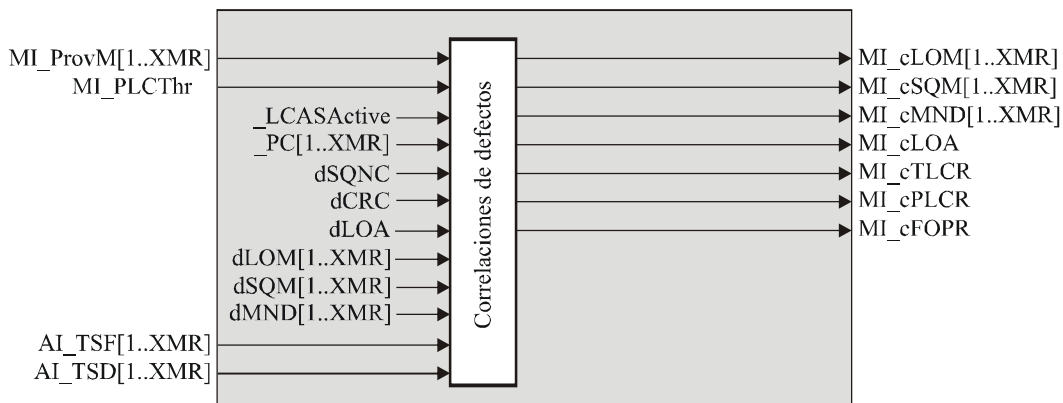 MI_ProvM[1..XMR]
MI_PLCThr
_LCASActive
_PC[1..XMR]
dSQNC
dCRC
dLOA
dLOM[1..XMR]
dSQM[1..XMR]
dMND[1..XMR]
AI_TSF[1..XMR]
AI_TSD[1..XMR]
Correlaciones de defectos
MI_cLOM[1..XMR]
MI_cSQM[1..XMR]
MI_cMND[1..XMR]
MI_cLOA
MI_cTLCR
MI_cPLCR
MI_cFOPR